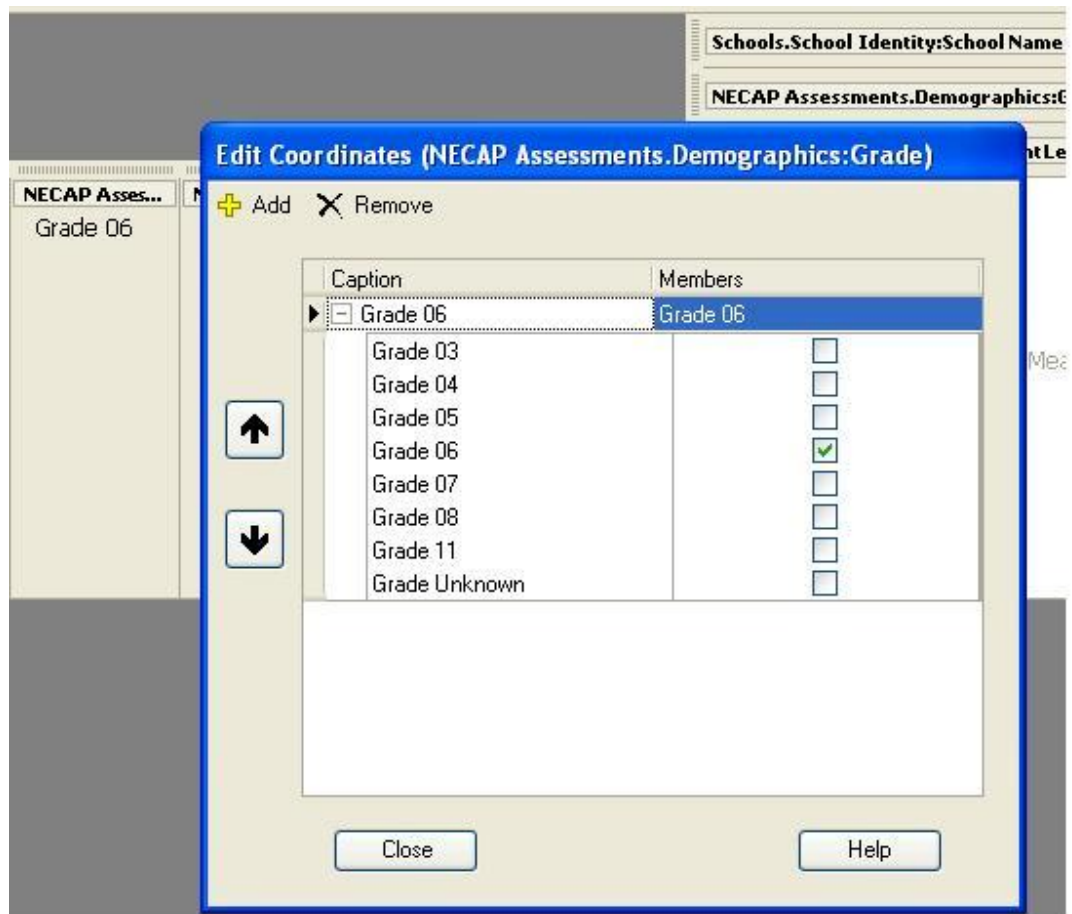 Schools.School Identity:School Name
NECAP Assessments.Demographics:G
Edit Coordinates (NECAP Assessments.Demographics:Grade)
ntLe
NECAP Asses...
N
Grade 06
Add
Remove
Caption
Members
Grade 06
Grade 06
Grade 03
Grade 04
Grade 05
Grade 06
Grade 07
Grade 08
Grade 11
Grade Unknown
Mea
Close
Help